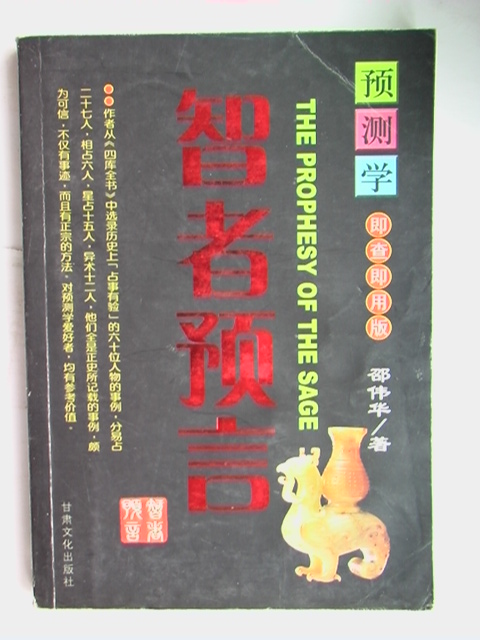 预测学
即查即用版
邵伟华/著
THE PROPHESY OF THE SAGE
智者预言
●●作者从《四库全书》中选录历史上「占事有验」的六十位人物的事例，分易占
二十七人，相占六人，星占十五人，异术十二人，他们全是正史所记载的事例，颇
为可信，不仅有事迹，而且有正宗的方法，对预测学爱好者，均有参考价值。
智者
预言
甘肃文化出版社